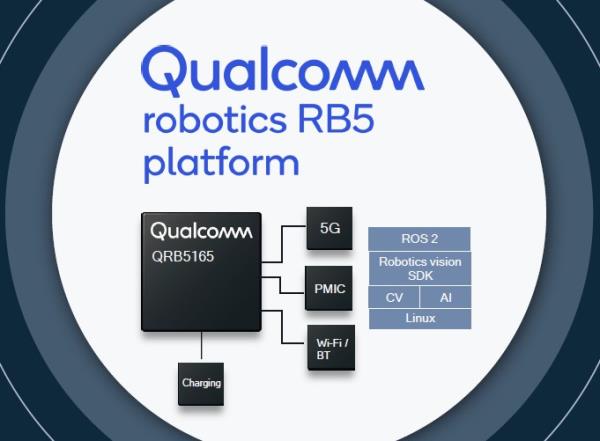 Qualcomm
robotics RB5
platform
Qualcomm
QRB5165
5G
PMIC
Wi-Fi /
BT
Charging
ROS 2
Robotics vision
SDK
CV
AI
Linux